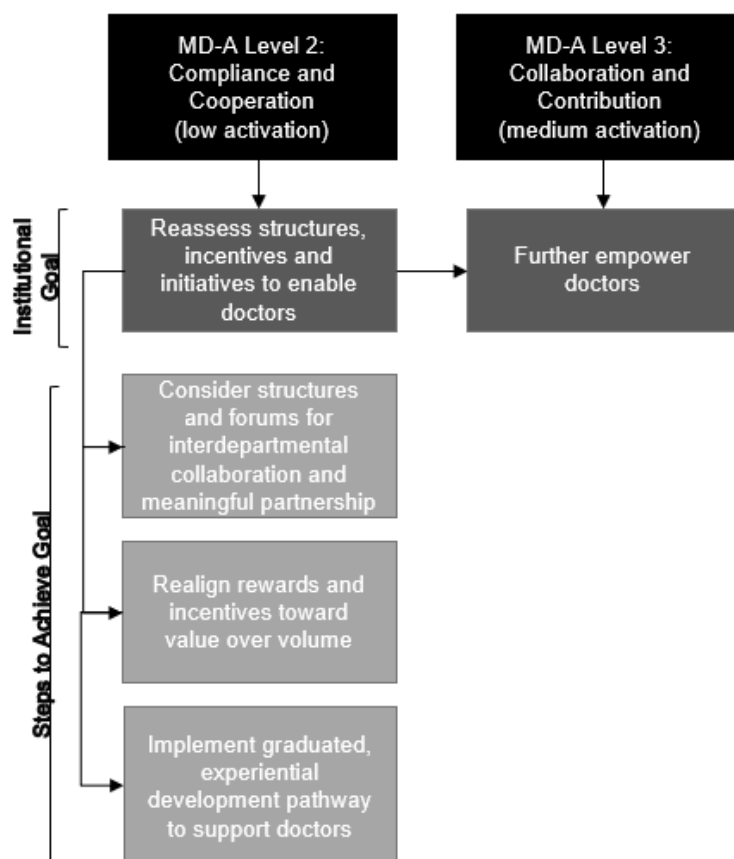 MD-A Level 2:
Compliance and
Cooperation
(low activation)
MD-A Level 3:
Collaboration and
Contribution
(medium activation)
Institutional
Goal
Reassess structures,
incentives and
initiatives to enable
doctors
Further empower
doctors
Steps to Achieve Goal
Consider structures
and forums for
interdepartmental
collaboration and
meaningful partnership
Realign rewards and
incentives toward
value over volume
Implement graduated,
experiential
development pathway
to support doctors